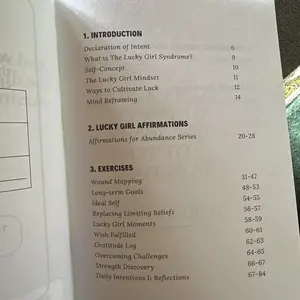 1. INTRODUCTION
Declaration of Intent 6
What is The Lucky Girl Syndrome? 9
Self-Concept 10
The Lucky Girl Mindset 11
Ways to Cultivate Luck 12
Mind Reframing 14
2. LUCKY GIRL AFFIRMATIONS
Affirmations for Abundance Series 20-28
3. EXERCISES
Wound Mapping 31-47
Long-term Goals 48-53
Ideal Self 54-55
Replacing Limiting Beliefs 56-57
Lucky Girl Moments 58-59
Wish Fulfilled 60-61
Gratitude Log 62-63
Overcoming Challenges 64-65
Strength Discovery 66-67
Daily Intentions & Reflections 67-84